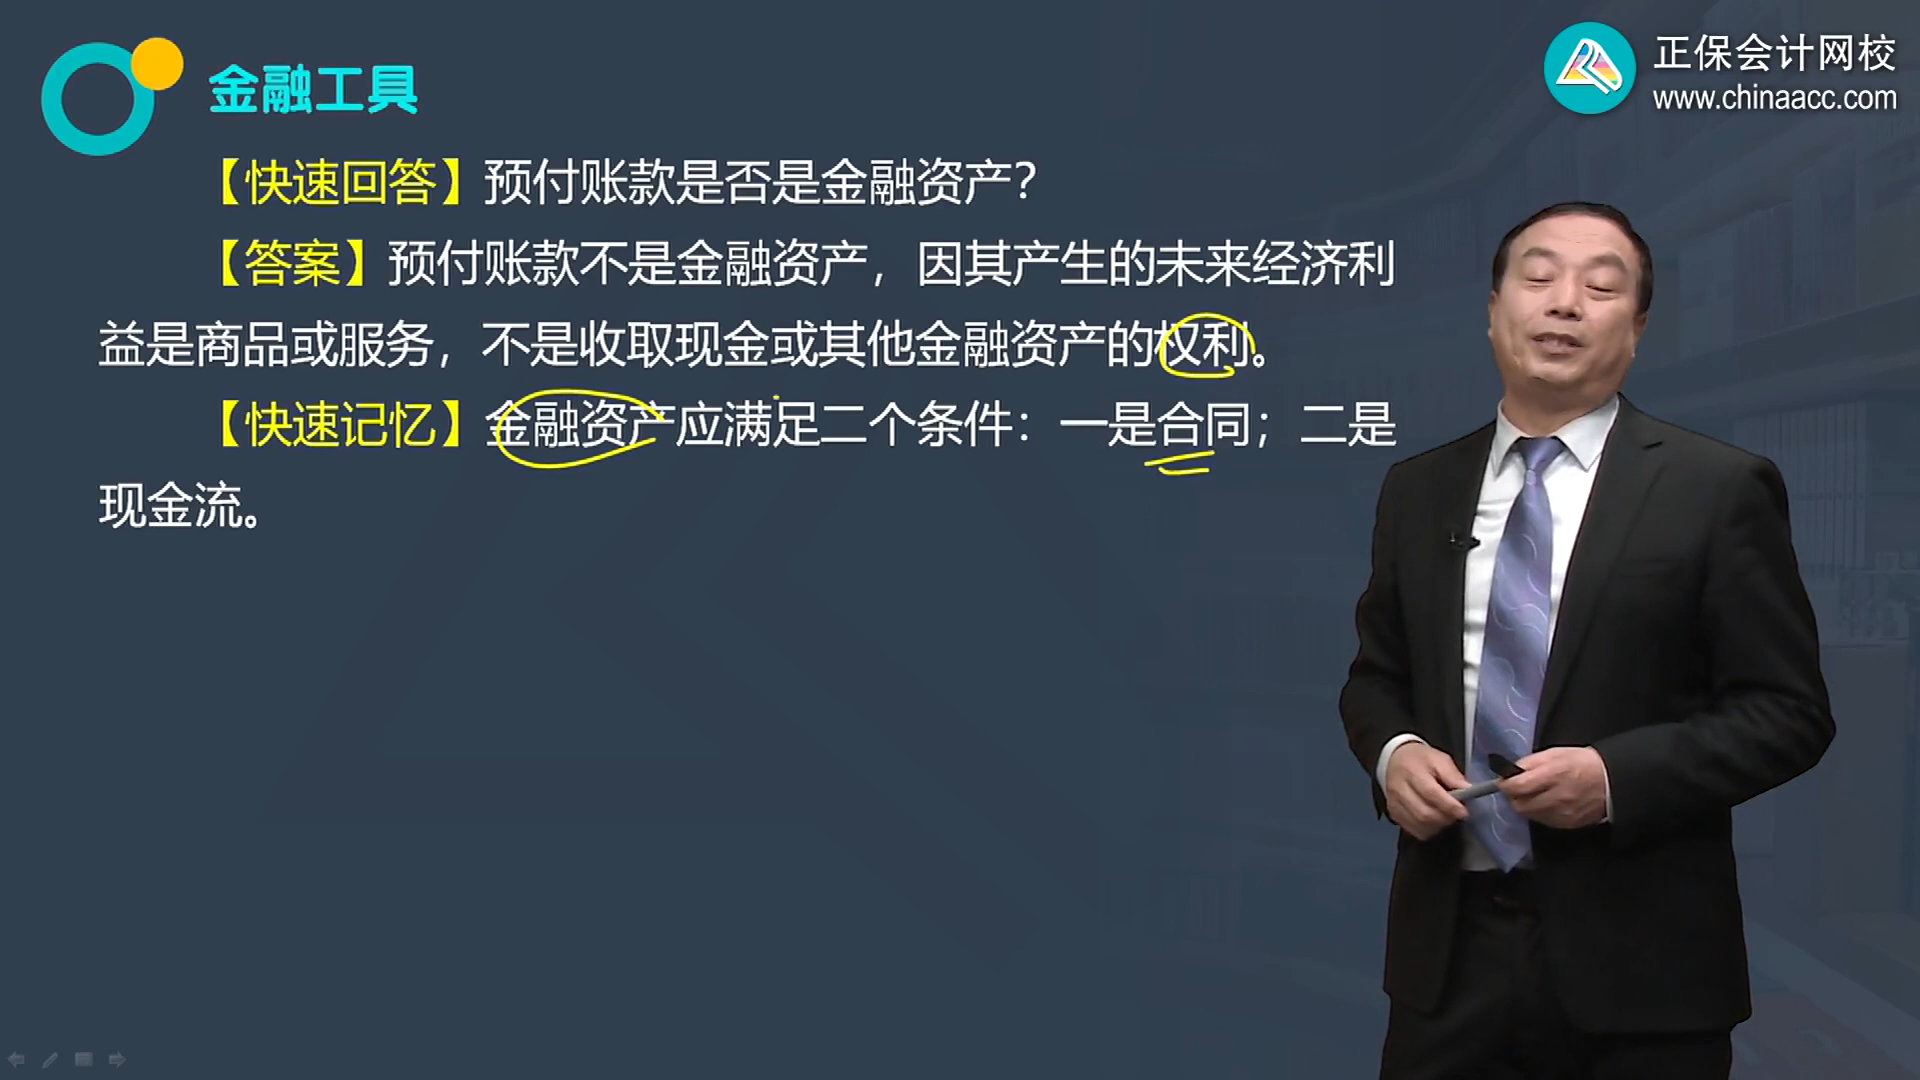 金融工具
正保会计网校
www.chinaacc.com
【快速回答】预付账款是否是金融资产？
【答案】预付账款不是金融资产，因其产生的未来经济利
益是商品或服务，不是收取现金或其他金融资产的权利。
【快速记忆】金融资产应满足二个条件：一是合同；二是
现金流。